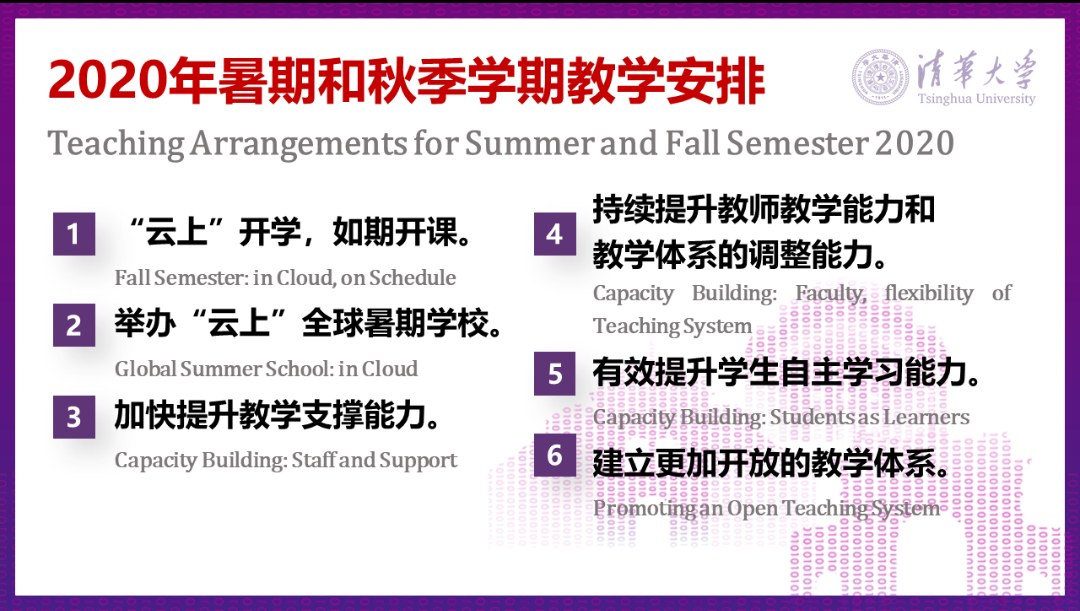 2020年暑期和秋季学期教学安排
清华大学
Tsinghua University
Teaching Arrangements for Summer and Fall Semester 2020
1
“云上”开学，如期开课。
Fall Semester: in Cloud, on Schedule
2
举办“云上”全球暑期学校。
Global Summer School: in Cloud
3
加快提升教学支撑能力。
Capacity Building: Staff and Support
4
持续提升教师教学能力和
教学体系的调整能力。
Capacity Building: Faculty, flexibility of
Teaching System
5
有效提升学生自主学习能力。
Capacity Building: Students as Learners
6
建立更加开放的教学体系。
Promoting an Open Teaching System